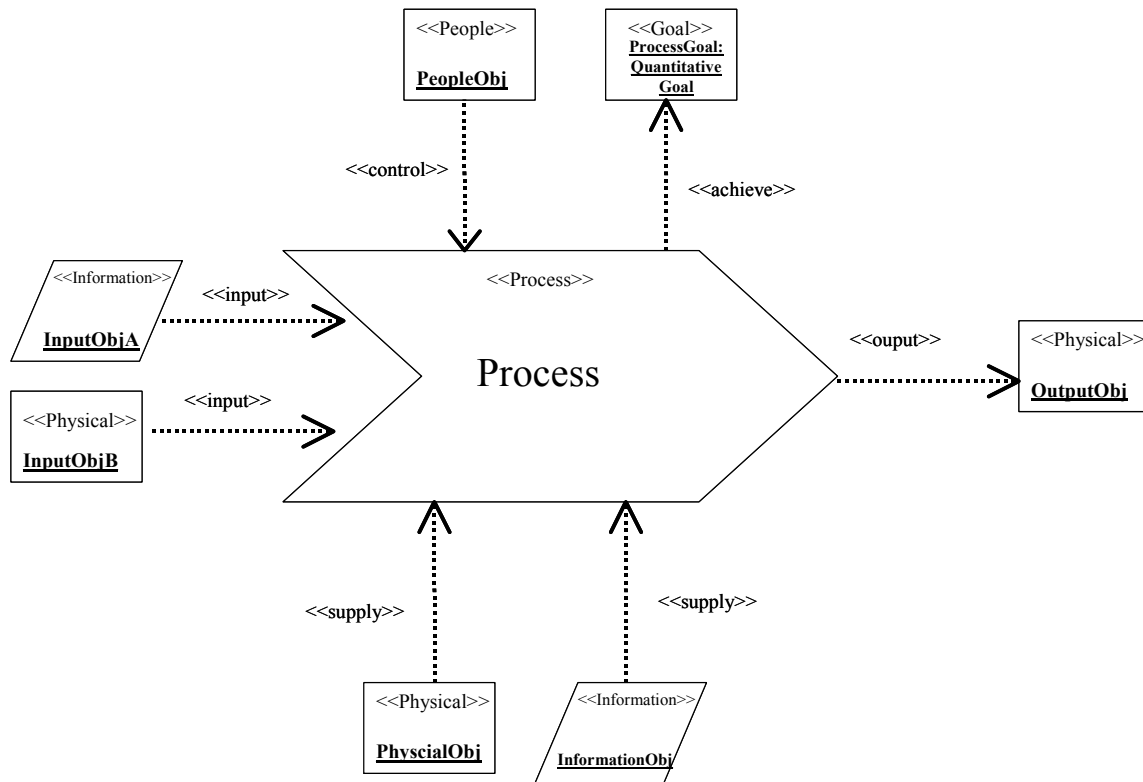 <<People>>
PeopleObj
<<Goal>>
ProcessGoal:
Quantitative
Goal
<<control>>
<<achieve>>
<<Information>>
InputObjA
<<input>>
<<Process>>
Process
<<ouput>>
<<Physical>>
OutputObj
<<Physical>>
InputObjB
<<input>>
<<supply>>
<<supply>>
<<Physical>>
PhyscialObj
<<Information>>
InformationObj